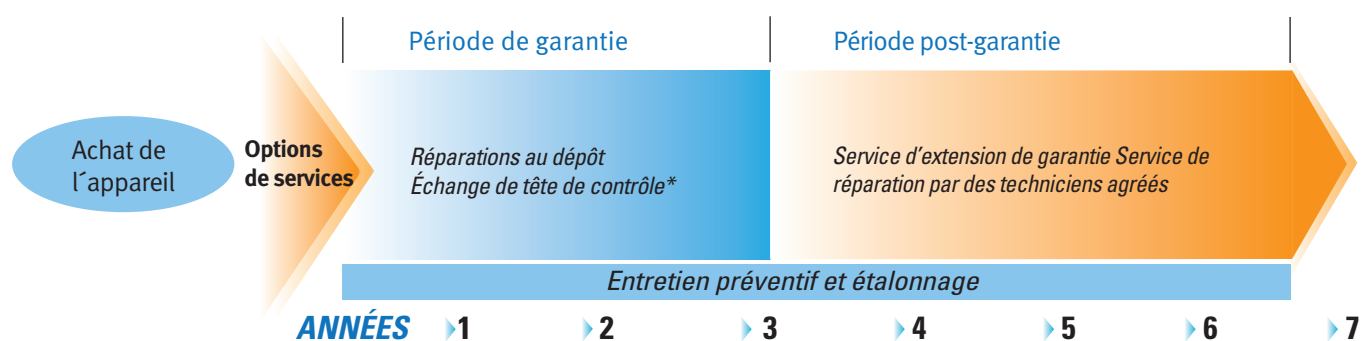 Période de garantie
Période post-garantie
Achat de
l´appareil
Options
de services
Réparations au dépôt
Échange de tête de contrôle*
Service d'extension de garantie Service de
réparation par des techniciens agréés
Entretien préventif et étalonnage
ANNÉES 1 2 3 4 5 6 7